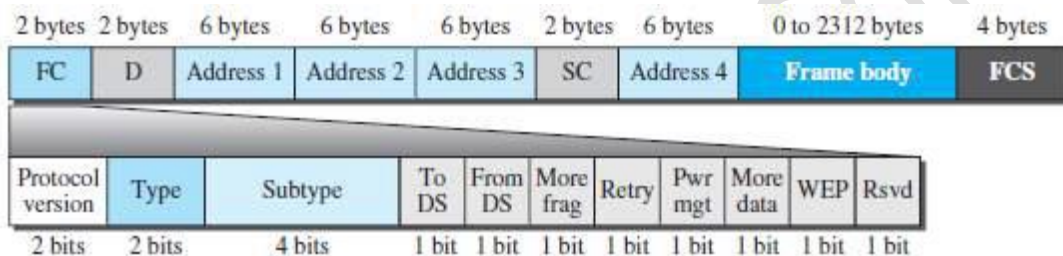 2 bytes 2 bytes 6 bytes 6 bytes 6 bytes 2 bytes 6 bytes 0 to 2312 bytes 4 bytes
FC D Address 1 Address 2 Address 3 SC Address 4 Frame body FCS
Protocol version Type Subtype To DS From DS More frag Retry Pwr mgt More data WEP Rsvd
2 bits 2 bits 4 bits 1 bit 1 bit 1 bit 1 bit 1 bit 1 bit 1 bit 1 bit